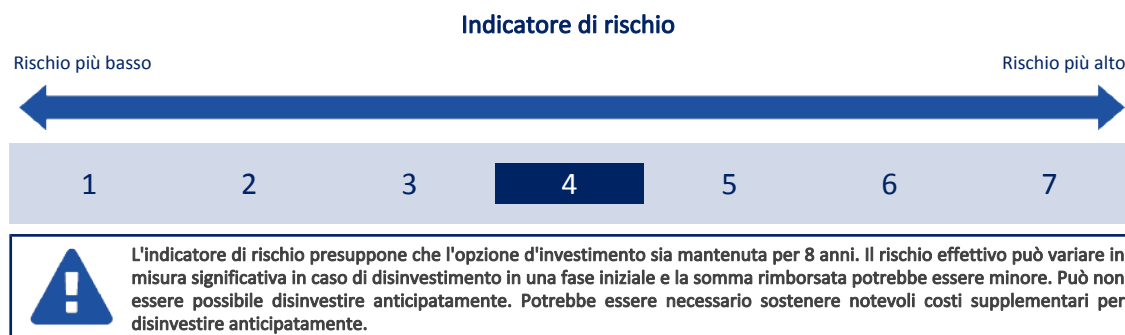 Indicatore di rischio
Rischio più basso
Rischio più alto
1 2 3 4 5 6 7
L'indicatore di rischio presuppone che l'opzione d'investimento sia mantenuta per 8 anni. Il rischio effettivo può variare in
misura significativa in caso di disinvestimento in una fase iniziale e la somma rimborsata potrebbe essere minore. Può non
essere possibile disinvestire anticipatamente. Potrebbe essere necessario sostenere notevoli costi supplementari per
disinvestire anticipatamente.